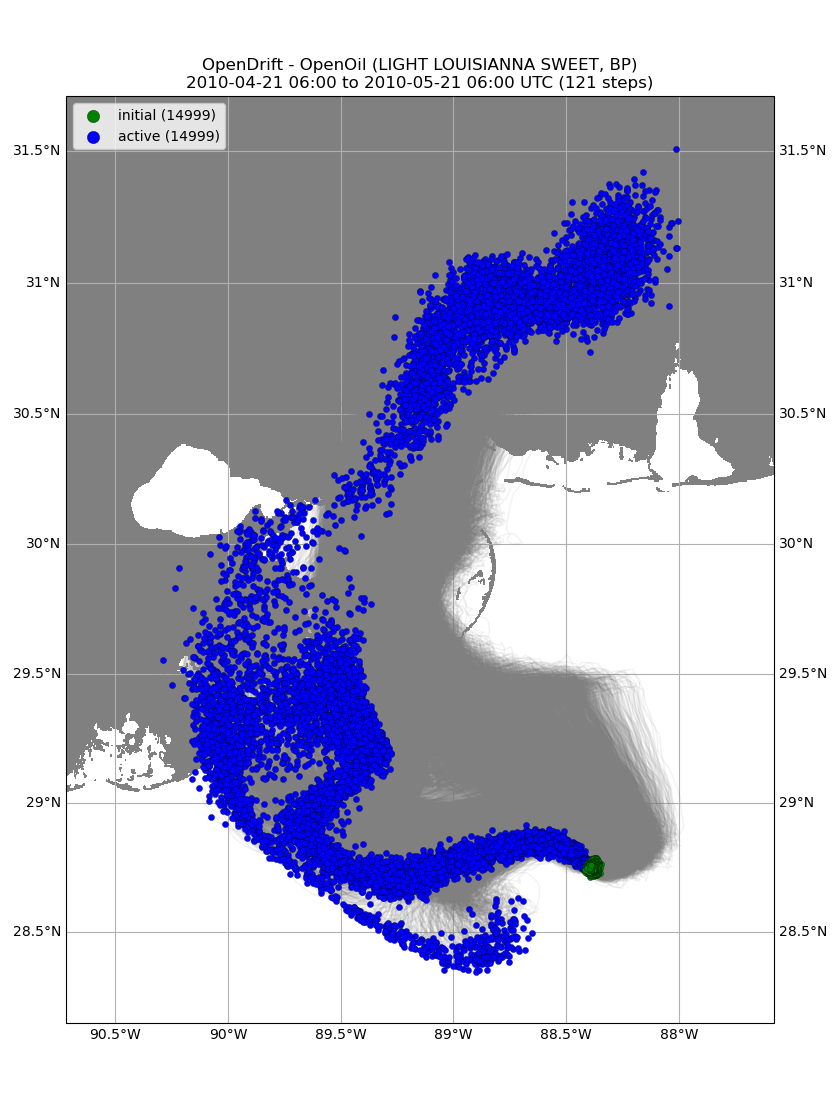 OpenDrift - OpenOil (LIGHT LOUISIANNA SWEET, BP)
2010-04-21 06:00 to 2010-05-21 06:00 UTC (121 steps)
initial (14999)
active (14999)
31.5°N 31.5°N
31°N 31°N
30.5°N 30.5°N
30°N 30°N
29.5°N 29.5°N
29°N 29°N
28.5°N 28.5°N
90.5°W 90°W 89.5°W 89°W 88.5°W 88°W